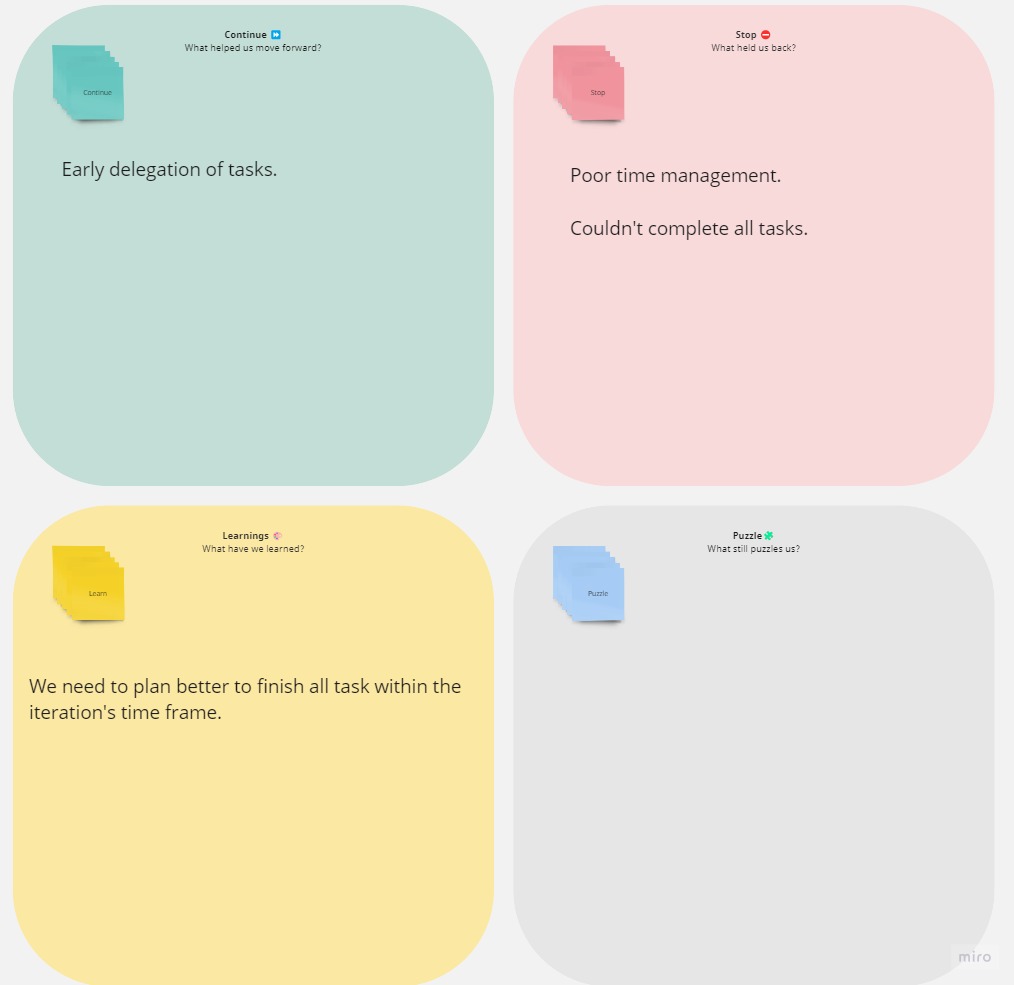 Continue ⏩
What helped us move forward?
Continue
Early delegation of tasks.
Stop ⛔
What held us back?
Stop
Poor time management.
Couldn't complete all tasks.
Learnings
What have we learned?
Learn
We need to plan better to finish all task within the
iteration's time frame.
Puzzle🧩
What still puzzles us?
Puzzle
miro